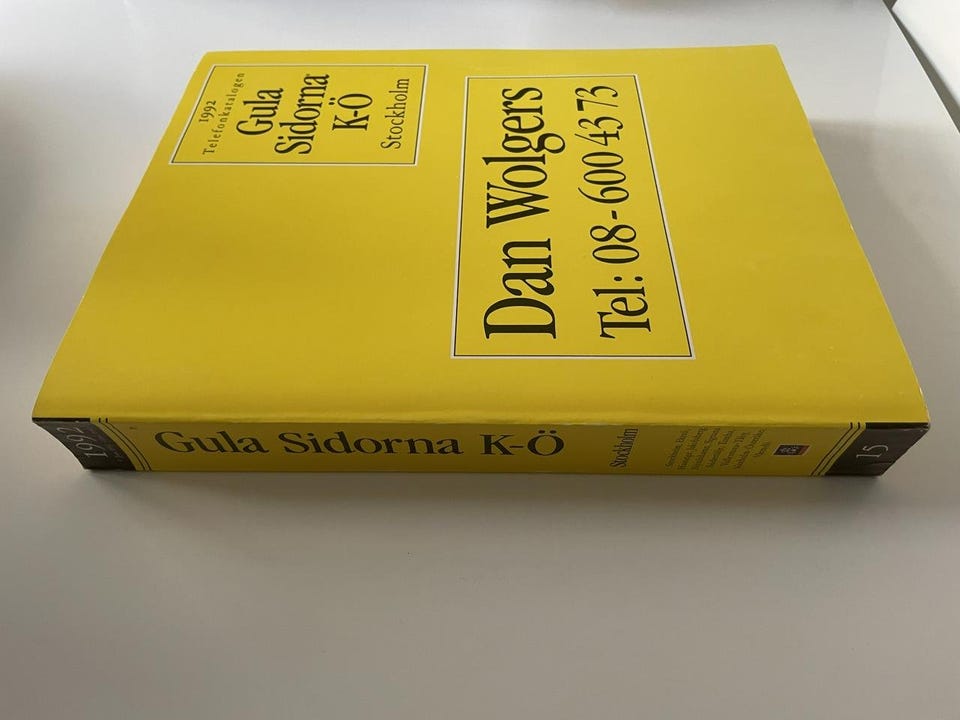 1992
Telefonkatalogen
Gula
Sidorna
K-Ö
Stockholm
Dan Wolgers
Tel: 08-600 43 73
1992
Gula Sidorna K-Ö
Stockholm
15